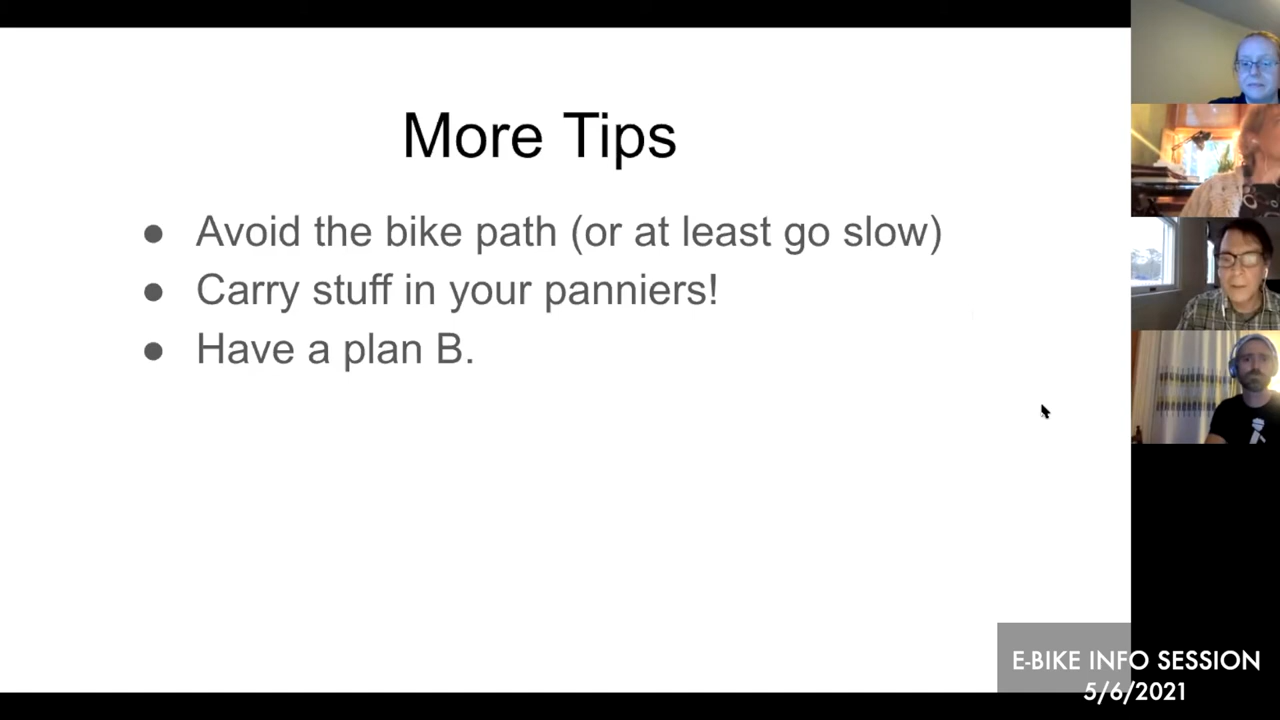 More Tips
● Avoid the bike path (or at least go slow)
● Carry stuff in your panniers!
● Have a plan B.
E-BIKE INFO SESSION
5/6/2021